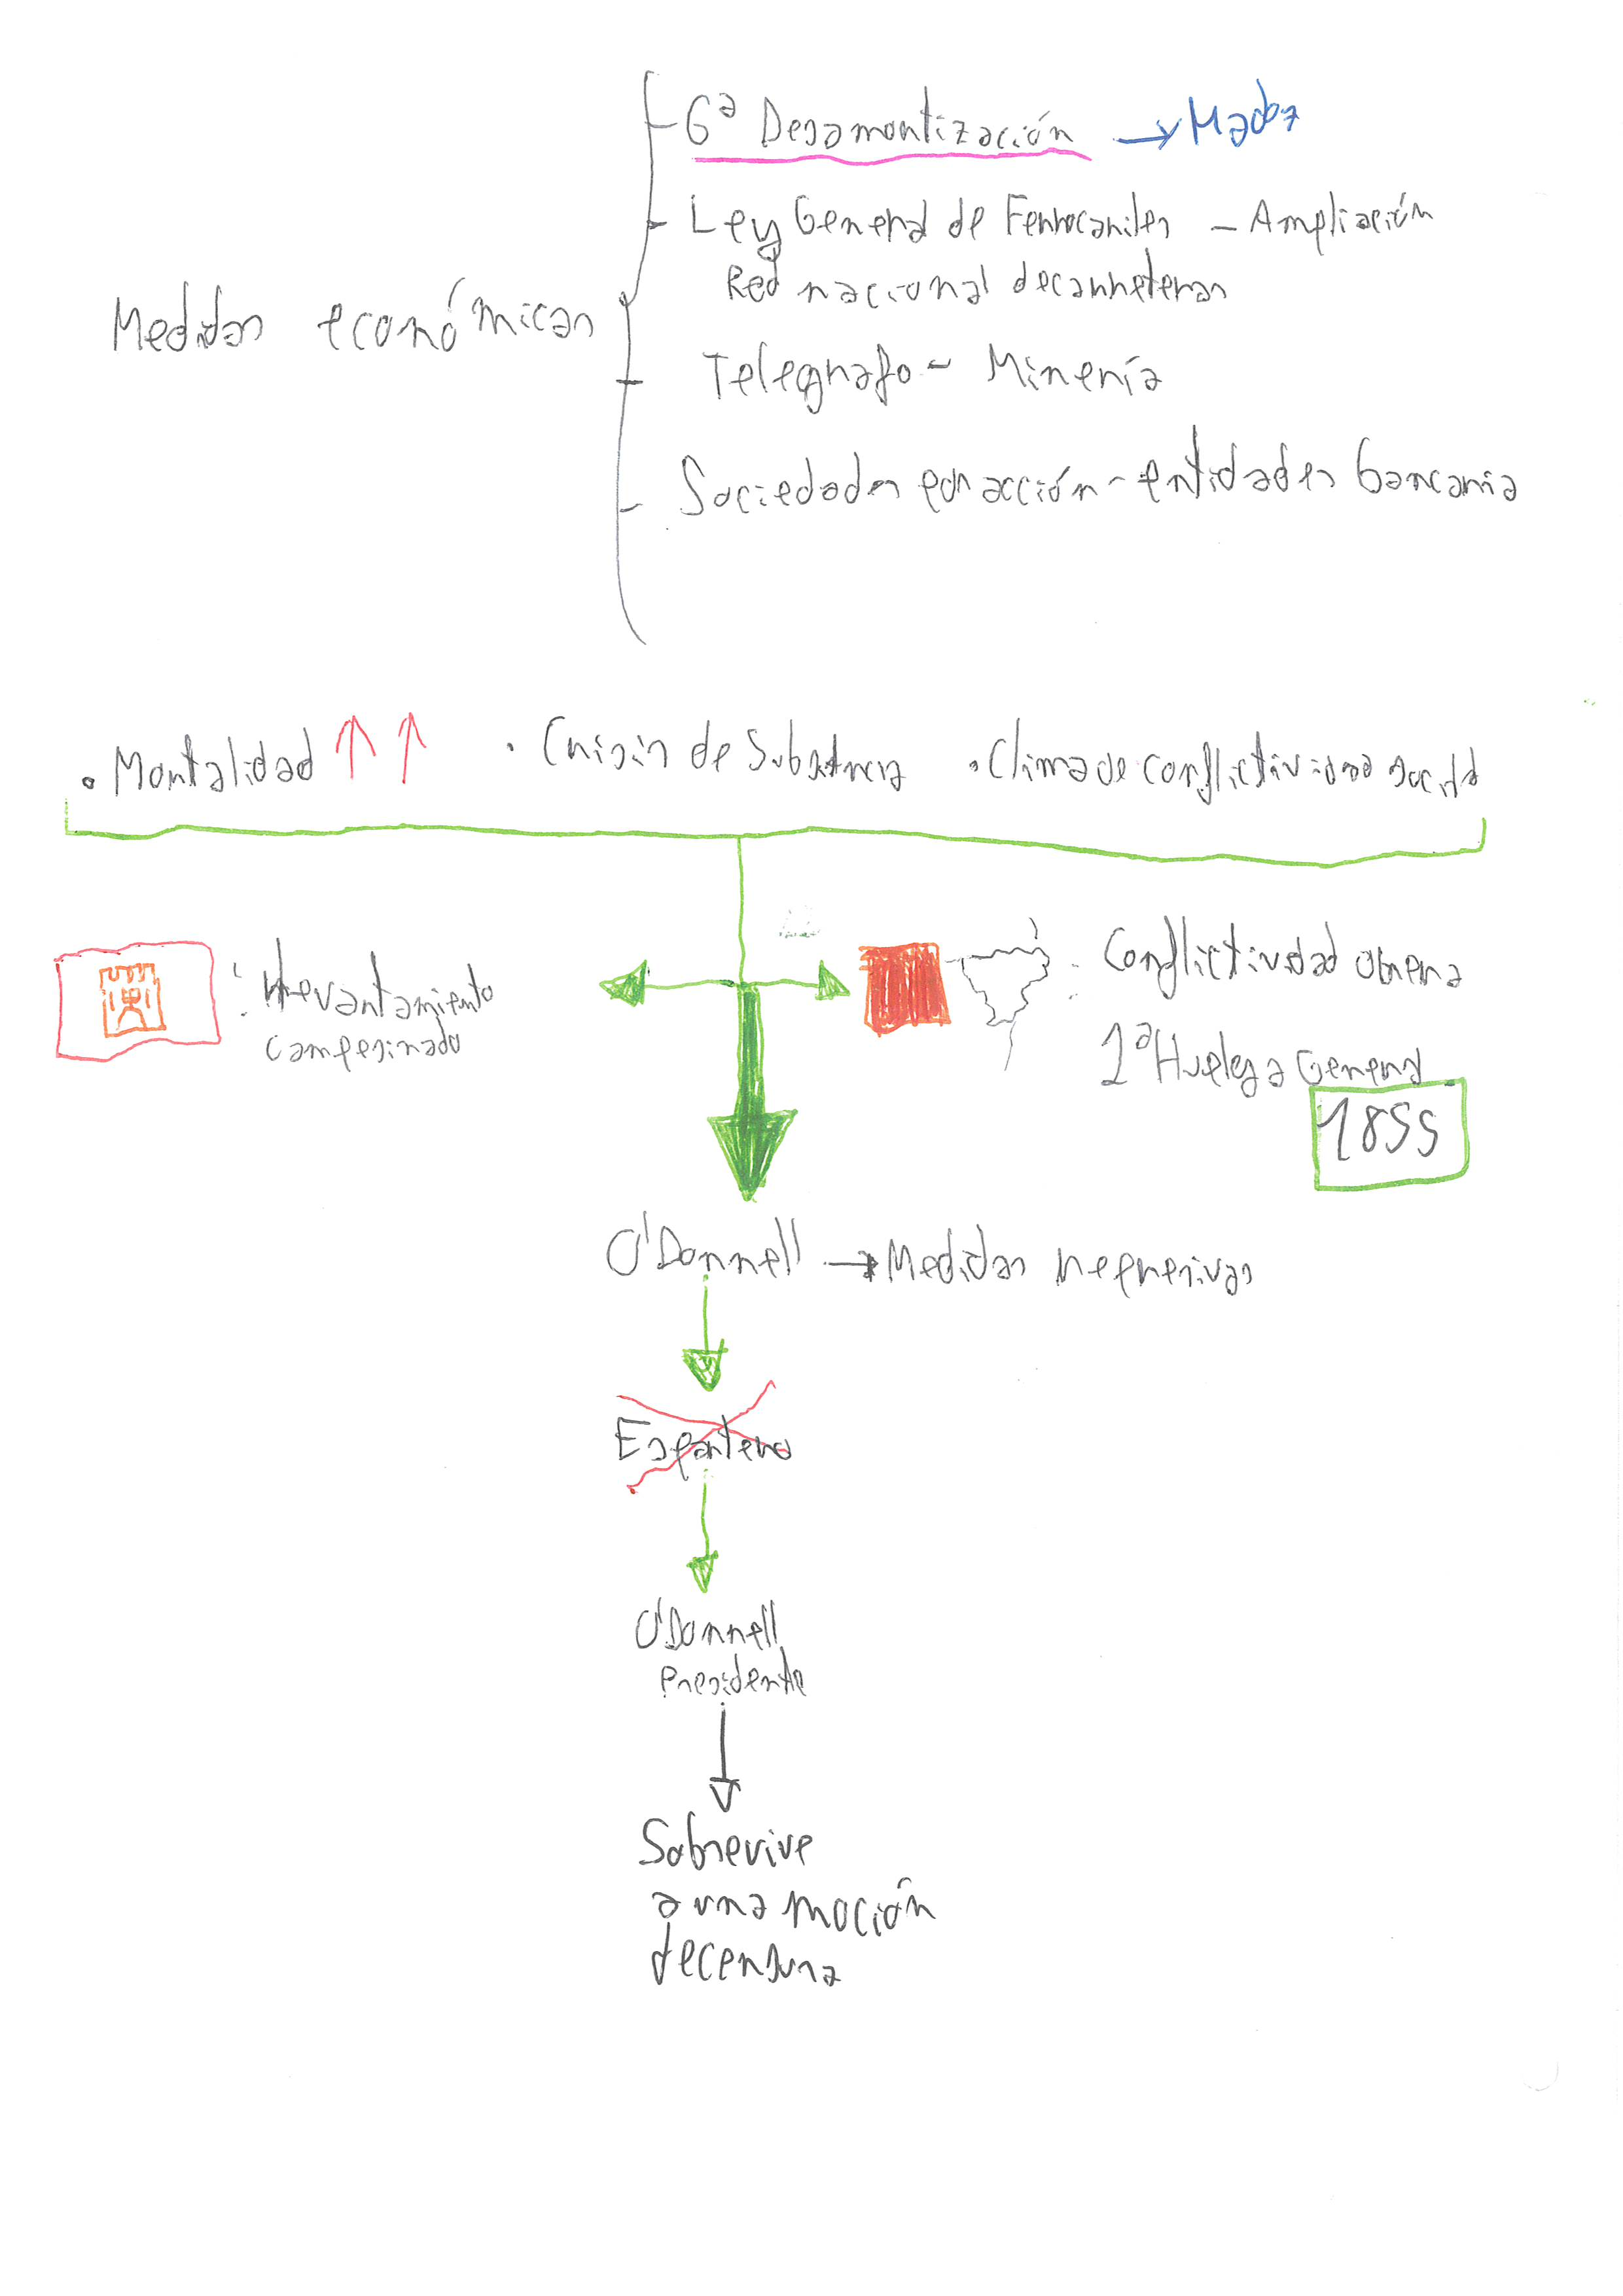 6ª Desamortización → Madoz
Ley General de Ferrocarriles - Ampliación
Red nacional de carreteras
Medidas económicas
Telegrafo - Minería
Sociedades por acción - entidades bancaria
. Mortalidad ↑ ↑ . Crisis de Subsistencia . Clima de conflictividad social
: Levantamiento
campesinado
: Conflictividad obrera
1ª Huelega General
1855
O'Donnell → Medidas represivas
Espartero
O'Donnell
Presidente
Sobrevive
a una moción
de censura